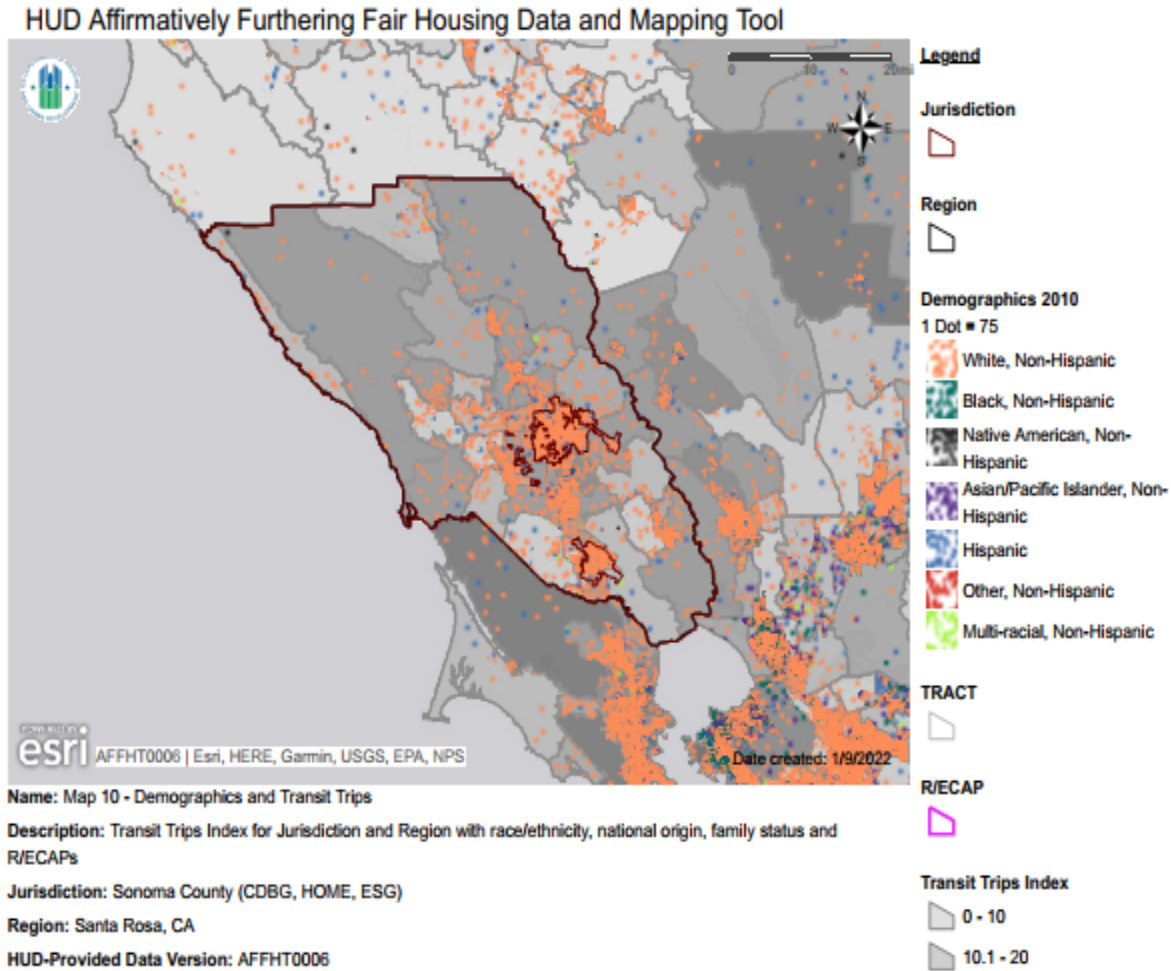 HUD Affirmatively Furthering Fair Housing Data and Mapping Tool
0 10 20mi
N
W E
S
POWERED BY
esri
AFFHT0006 | Esri, HERE, Garmin, USGS, EPA, NPS
Date created: 1/9/2022
Name: Map 10 - Demographics and Transit Trips
Description: Transit Trips Index for Jurisdiction and Region with race/ethnicity, national origin, family status and
R/ECAPs
Jurisdiction: Sonoma County (CDBG, HOME, ESG)
Region: Santa Rosa, CA
HUD-Provided Data Version: AFFHT0006
Legend
Jurisdiction
Region
Demographics 2010
1 Dot = 75
White, Non-Hispanic
Black, Non-Hispanic
Native American, Non-
Hispanic
Asian/Pacific Islander, Non-
Hispanic
Hispanic
Other, Non-Hispanic
Multi-racial, Non-Hispanic
TRACT
R/ECAP
Transit Trips Index
0 - 10
10.1 - 20